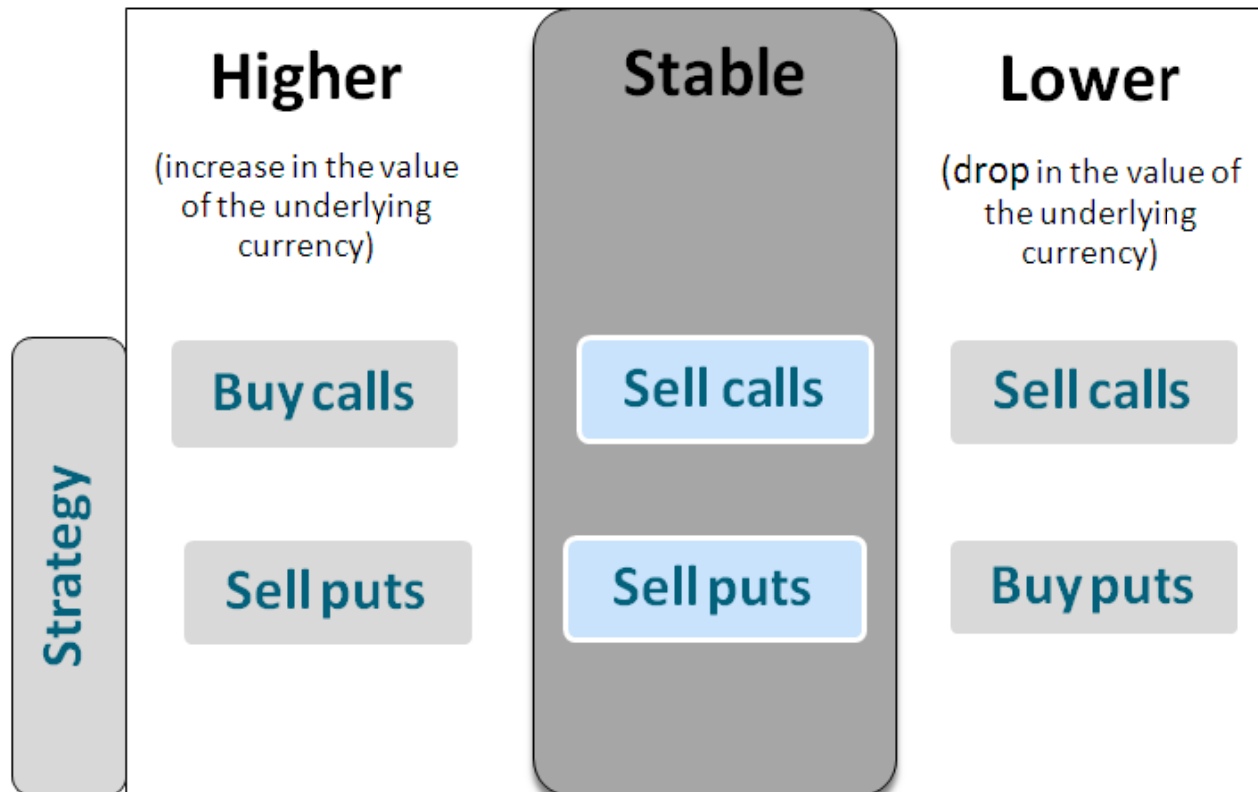 Higher
Stable
Lower
(increase in the value
of the underlying
currency)
(drop in the value of
the underlying
currency)
Strategy
Buy calls
Sell calls
Sell calls
Sell puts
Sell puts
Buy puts